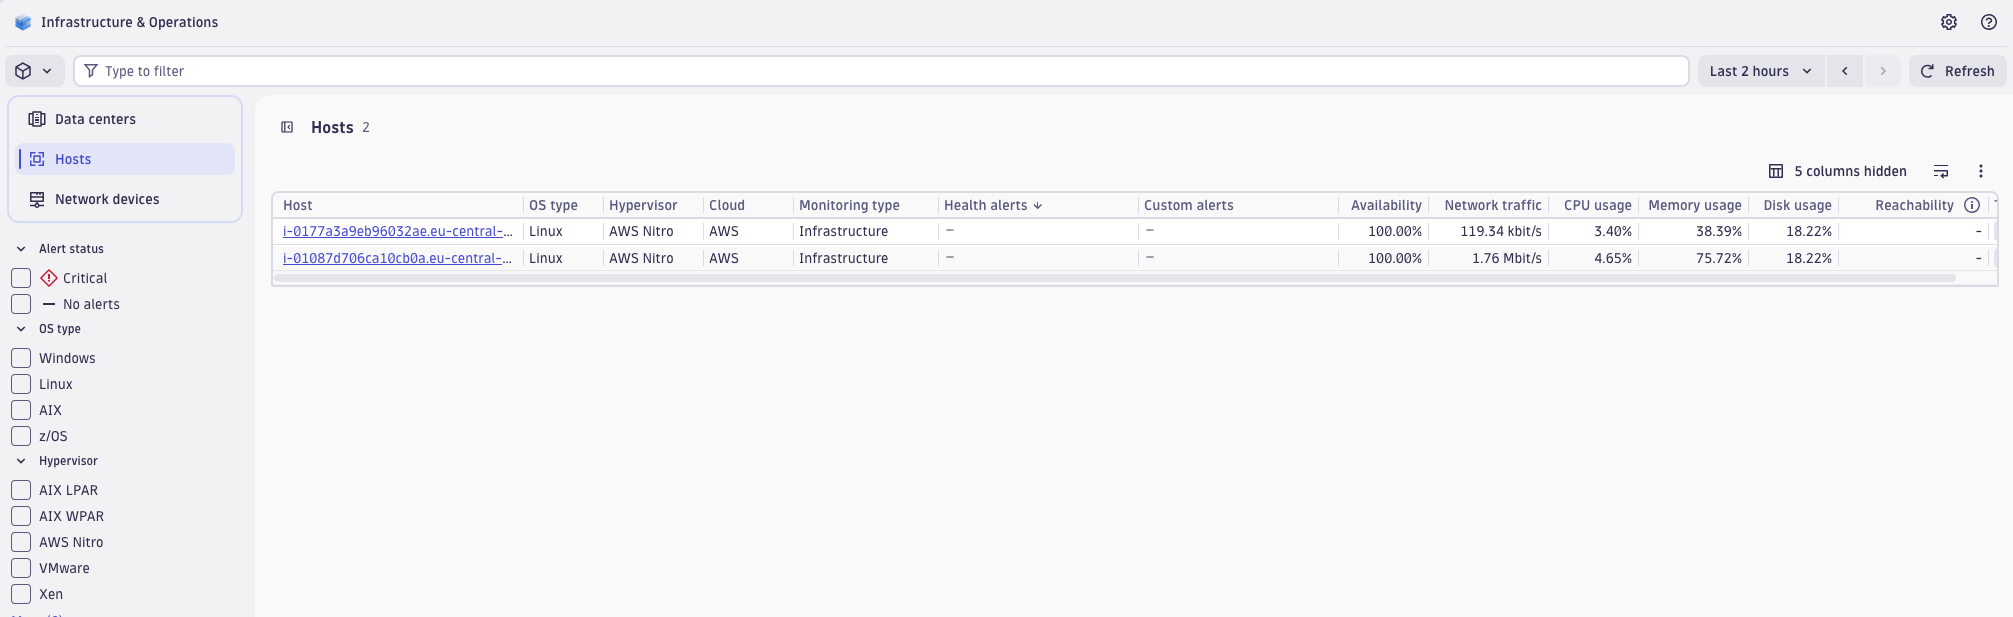 Infrastructure & Operations
Type to filter
Last 2 hours
Refresh
Data centers
Hosts
Network devices
Alert status
Critical
No alerts
OS type
Windows
Linux
AIX
z/OS
Hypervisor
AIX LPAR
AIX WPAR
AWS Nitro
VMware
Xen
Hosts 2
5 columns hidden
Host OS type Hypervisor Cloud Monitoring type Health alerts Custom alerts Availability Network traffic CPU usage Memory usage Disk usage Reachability
i-0177a3a9eb96032ae.eu-central-... Linux AWS Nitro AWS Infrastructure – – 100.00% 119.34 kbit/s 3.40% 38.39% 18.22% -
i-01087d706ca10cb0a.eu-central-... Linux AWS Nitro AWS Infrastructure – – 100.00% 1.76 Mbit/s 4.65% 75.72% 18.22% -